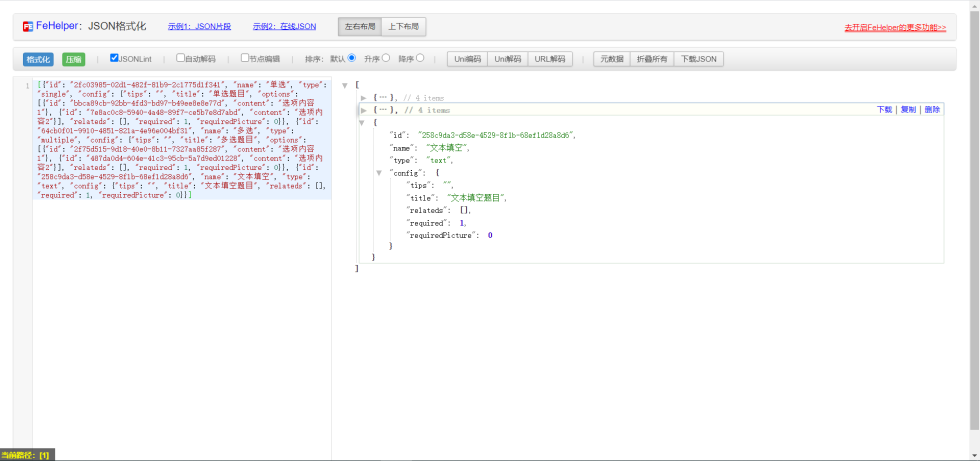 FeHelper：JSON格式化 示例1：JSON片段 示例2：在线JSON 左右布局 上下布局 去开启FeHelper的更多功能>>
格式化 压缩 | JSONLint | 自动解码 | 节点编辑 | 排序： 默认 升序 降序 | Uni编码 Uni解码 URL解码 | 元数据 折叠所有 下载JSON
1 [{"id": "2fc03985-02d1-482f-81b9-2c1775d1f341", "name": "单选", "type":
"single", "config": {"tips": "", "title": "单选题目", "options":
[{"id": "bbca89cb-92bb-4fd3-bd97-b49ee8e8e77d", "content": "选项内容
1"}, {"id": "7e8ac0c8-5940-4a48-89f7-ce5b7e8d7abd", "content": "选项内
容2"}], "relateds": [], "required": 1, "requiredPicture": 0}}, {"id":
"64cb0f01-9910-4851-821a-4e96e004bf31", "name": "多选", "type":
"multiple", "config": {"tips": "", "title": "多选题目", "options":
[{"id": "2f75d515-9d18-40e0-8b11-7327aa85f287", "content": "选项内容
1"}, {"id": "487da0d4-604e-41c3-95cb-5a7d9ed01228", "content": "选项内
容2"}], "relateds": [], "required": 1, "requiredPicture": 0}}, {"id":
"258c9da3-d58e-4529-8f1b-68ef1d28a8d6", "name": "文本填空", "type":
"text", "config": {"tips": "", "title": "文本填空题目", "relateds": [],
"required": 1, "requiredPicture": 0}}]
[
{ ··· }, // 4 items
{ ··· }, // 4 items 下载 | 复制 | 删除
{
"id": "258c9da3-d58e-4529-8f1b-68ef1d28a8d6",
"name": "文本填空",
"type": "text",
"config": {
"tips": "",
"title": "文本填空题目",
"relateds": [],
"required": 1,
"requiredPicture": 0
}
}
]
当前路径：[1]